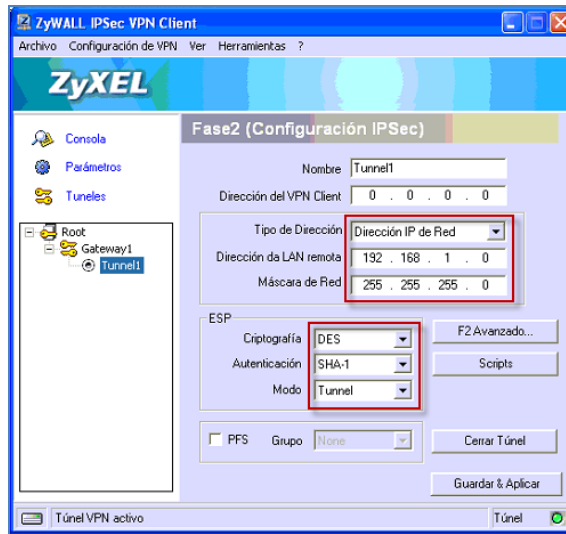 ZyWALL IPSec VPN Client
Archivo Configuración de VPN Ver Herramientas ?
ZyXEL
Consola
Parámetros
Tuneles
Root
Gateway1
Tunnel1
Fase2 (Configuración IPSec)
Nombre Tunnel1
Dirección del VPN Client 0 . 0 . 0 . 0
Tipo de Dirección Dirección IP de Red
Dirección da LAN remota 192 . 168 . 1 . 0
Máscara de Red 255 . 255 . 255 . 0
ESP
Criptografía DES
Autenticación SHA-1
Modo Tunnel
F2 Avanzado...
Scripts
PFS Grupo None
Cerrar Túnel
Guardar & Aplicar
Túnel VPN activo Túnel